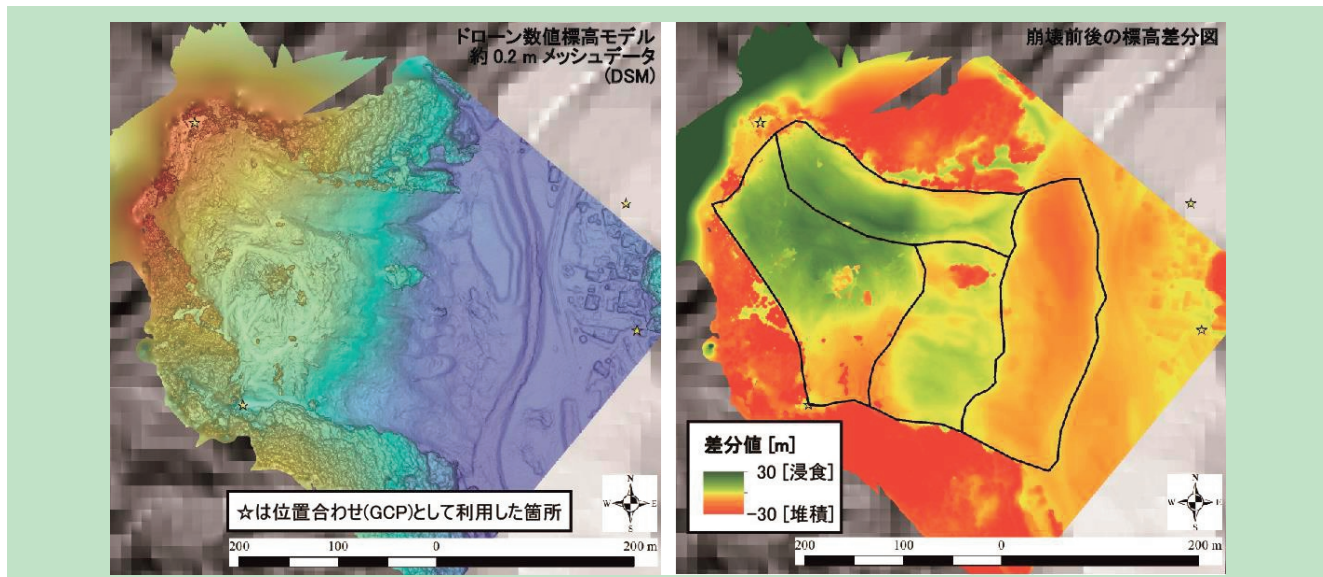 ドローン数値標高モデル
約 0.2 m メッシュデータ
(DSM)
☆は位置合わせ(GCP)として利用した箇所
N
W E
S
200 100 0 200 m
崩壊前後の標高差分図
差分値 [m]
30 [浸食]
-30 [堆積]
N
W E
S
200 100 0 200 m